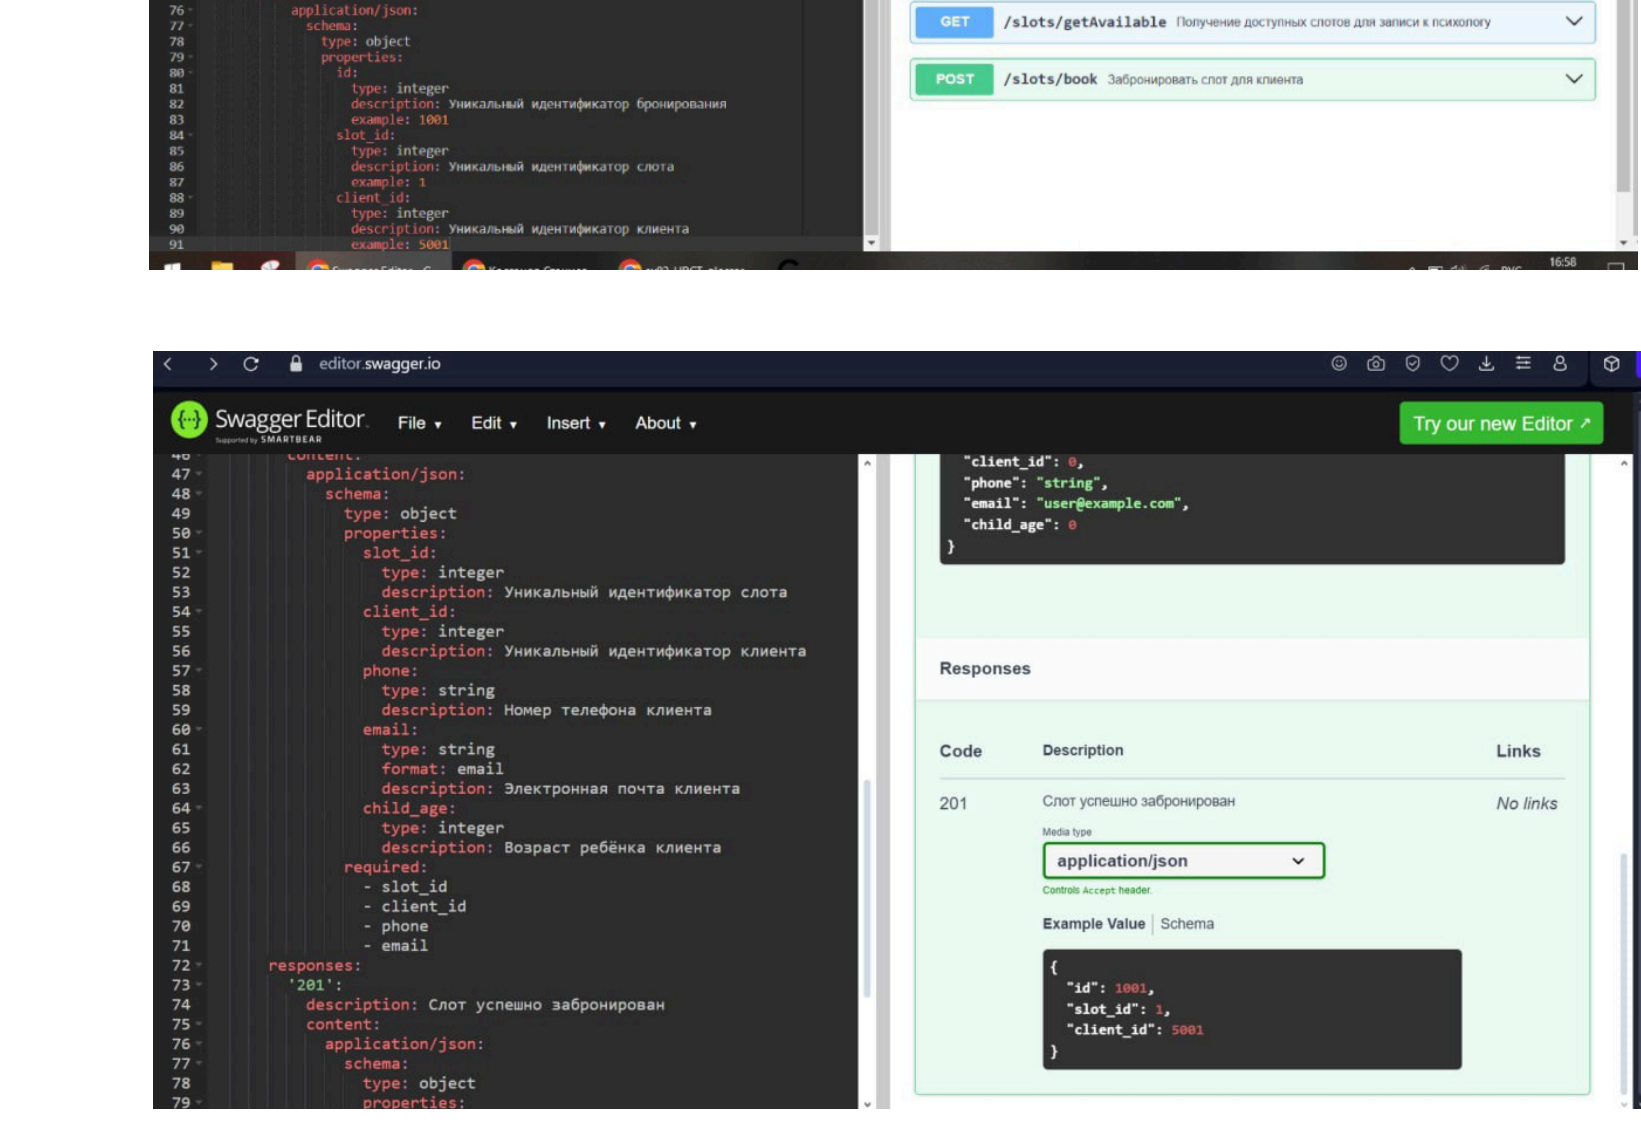 76 application/json:
77 schema:
78 type: object
79 properties:
80 id:
81 type: integer
82 description: Уникальный идентификатор бронирования
83 example: 1001
84 slot_id:
85 type: integer
86 description: Уникальный идентификатор слота
87 example: 1
88 client_id:
89 type: integer
90 description: Уникальный идентификатор клиента
91 example: 5001
GET /slots/getAvailable Получение доступных слотов для записи к психологу
POST /slots/book Забронировать слот для клиента
16:58
editor.swagger.io
Swagger Editor.
Supported by SMARTBEAR
File
Edit
Insert
About
Try our new Editor
46 content:
47 application/json:
48 schema:
49 type: object
50 properties:
51 slot_id:
52 type: integer
53 description: Уникальный идентификатор слота
54 client_id:
55 type: integer
56 description: Уникальный идентификатор клиента
57 phone:
58 type: string
59 description: Номер телефона клиента
60 email:
61 type: string
62 format: email
63 description: Электронная почта клиента
64 child_age:
65 type: integer
66 description: Возраст ребёнка клиента
67 required:
68 - slot_id
69 - client_id
70 - phone
71 - email
72 responses:
73 '201':
74 description: Слот успешно забронирован
75 content:
76 application/json:
77 schema:
78 type: object
79 properties:
"client_id": 0,
"phone": "string",
"email": "user@example.com",
"child_age": 0
}
Responses
Code Description Links
201 Слот успешно забронирован No links
Media type
application/json
Controls Accept header.
Example Value | Schema
{
"id": 1001,
"slot_id": 1,
"client_id": 5001
}